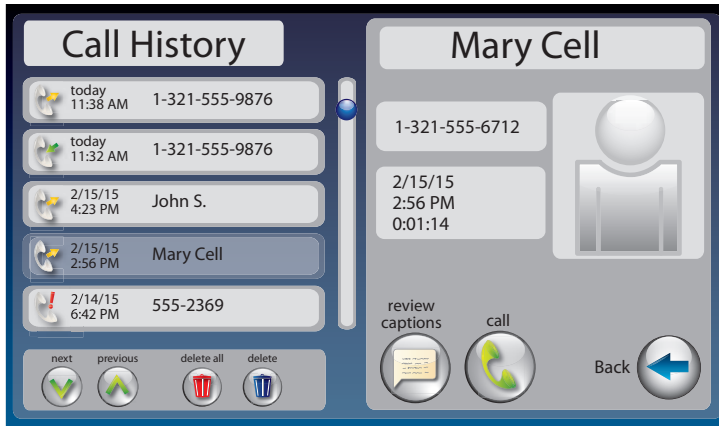 Call History
today
11:38 AM
1-321-555-9876
today
11:32 AM
1-321-555-9876
2/15/15
4:23 PM
John S.
2/15/15
2:56 PM
Mary Cell
2/14/15
6:42 PM
555-2369
next
previous
delete all
delete
Mary Cell
1-321-555-6712
2/15/15
2:56 PM
0:01:14
review
captions
call
Back